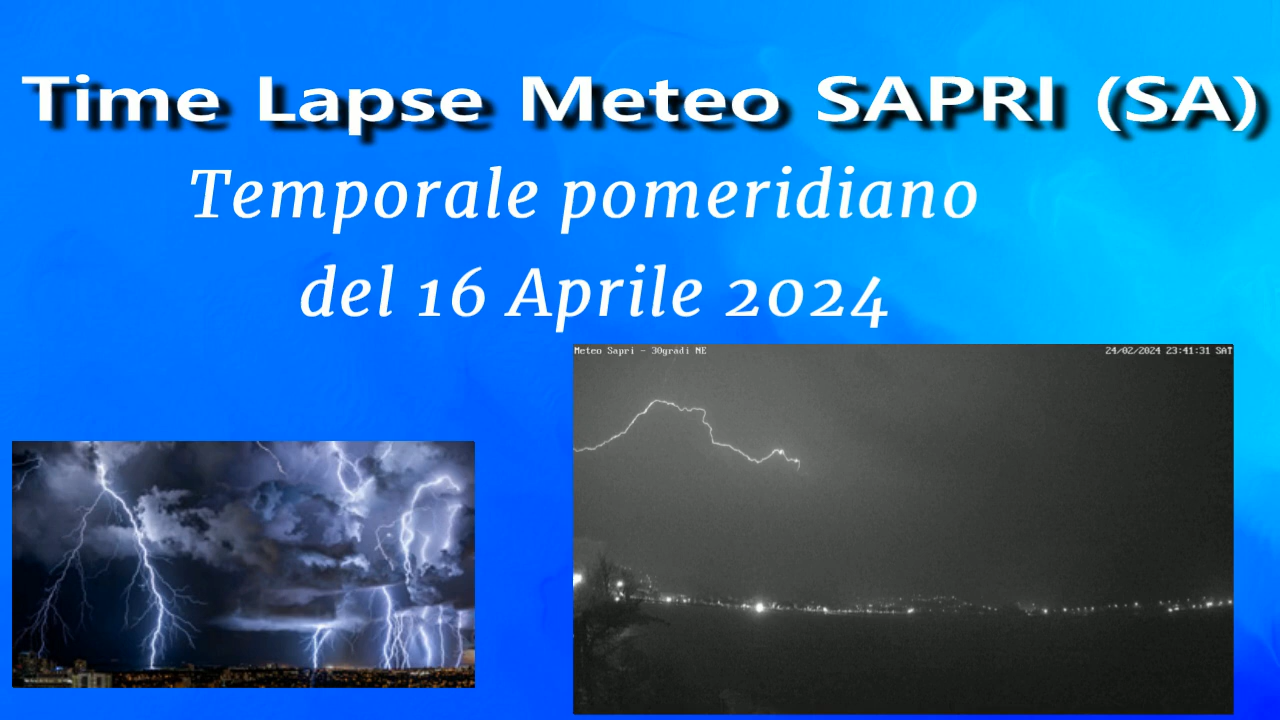 Time Lapse Meteo SAPRI (SA)
Temporale pomeridiano
del 16 Aprile 2024
Meteo Sapri - 30gradi NE
24/02/2024 23:41:31 SAT